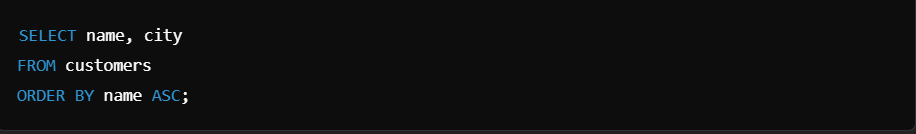 SELECT name, city
FROM customers
ORDER BY name ASC;